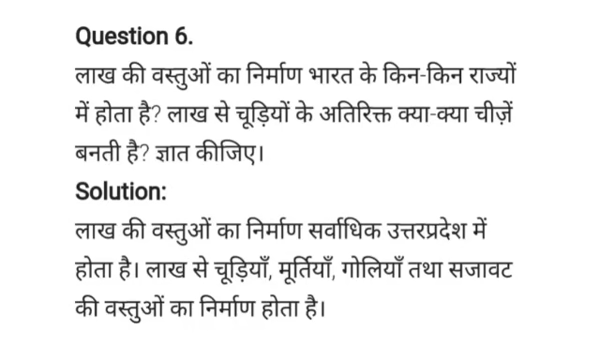 Question 6.
लाख की वस्तुओं का निर्माण भारत के किन-किन राज्यों
में होता है? लाख से चूड़ियों के अतिरिक्त क्या-क्या चीज़ें
बनती है? ज्ञात कीजिए।
Solution:
लाख की वस्तुओं का निर्माण सर्वाधिक उत्तरप्रदेश में
होता है। लाख से चूड़ियाँ, मूर्तियाँ, गोलियाँ तथा सजावट
की वस्तुओं का निर्माण होता है।